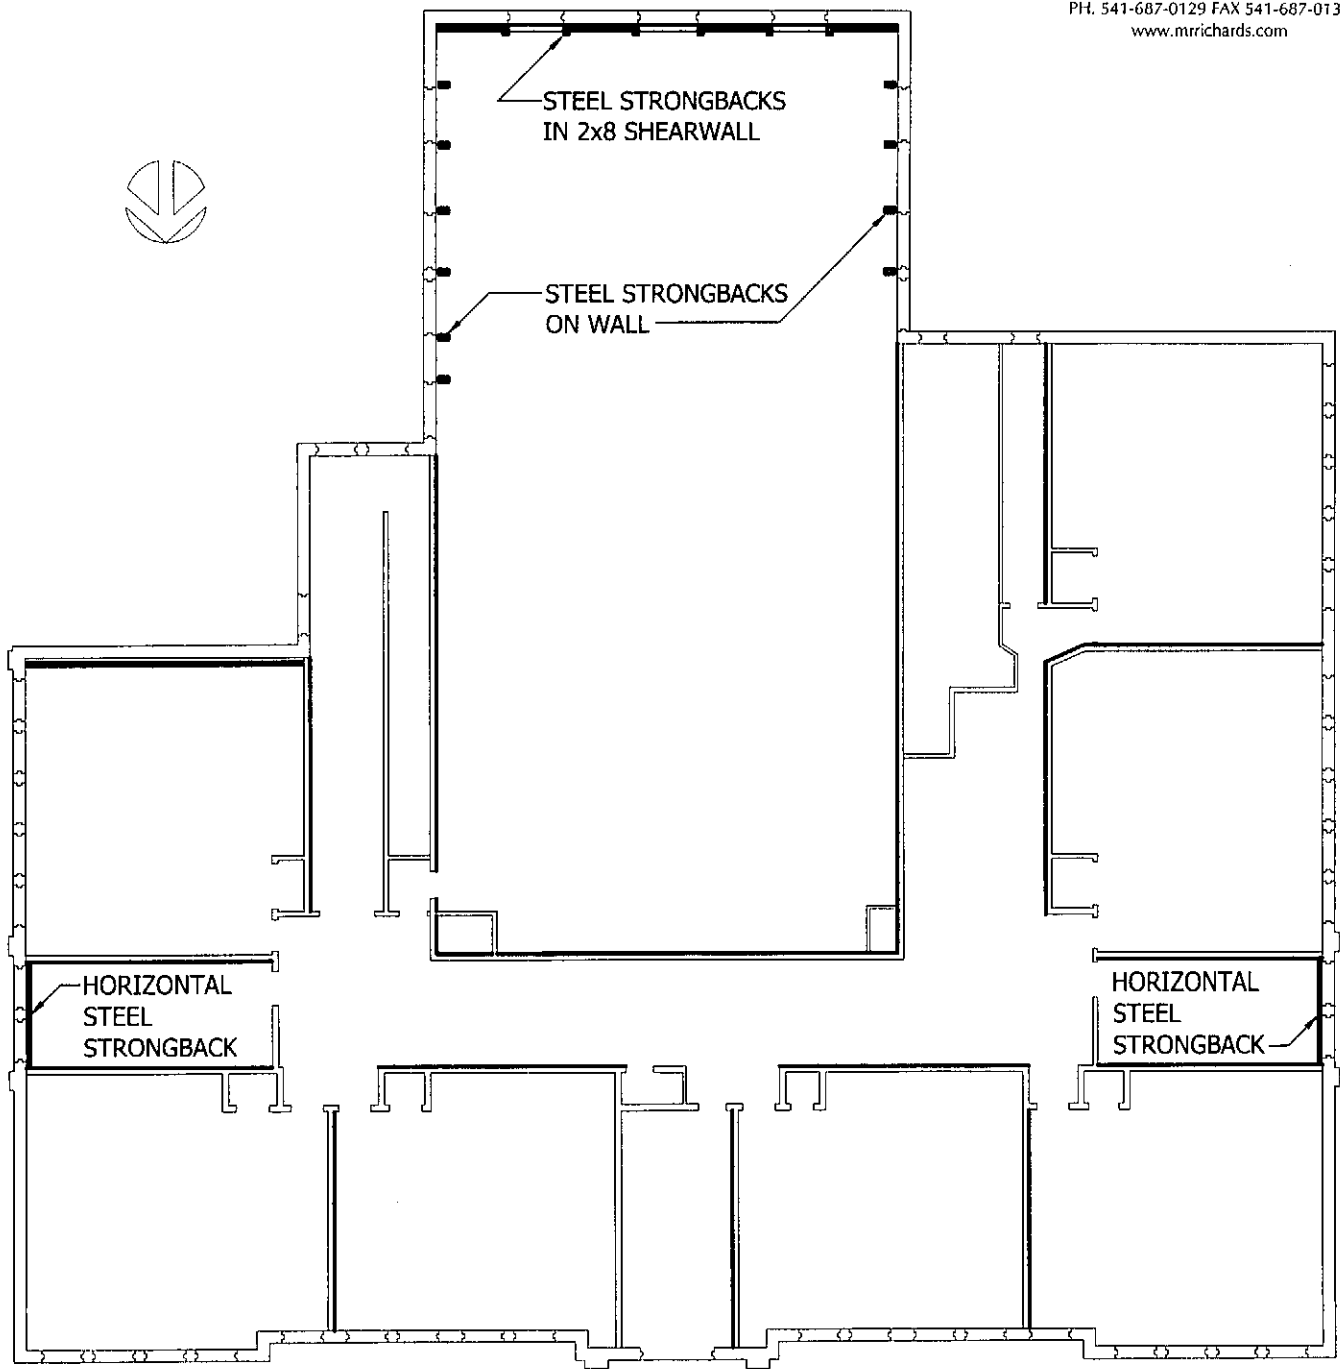 PH. 541-687-0129 FAX 541-687-013
www.mrrichards.com
STEEL STRONGBACKS
IN 2x8 SHEARWALL
STEEL STRONGBACKS
ON WALL
HORIZONTAL
STEEL
STRONGBACK
HORIZONTAL
STEEL
STRONGBACK